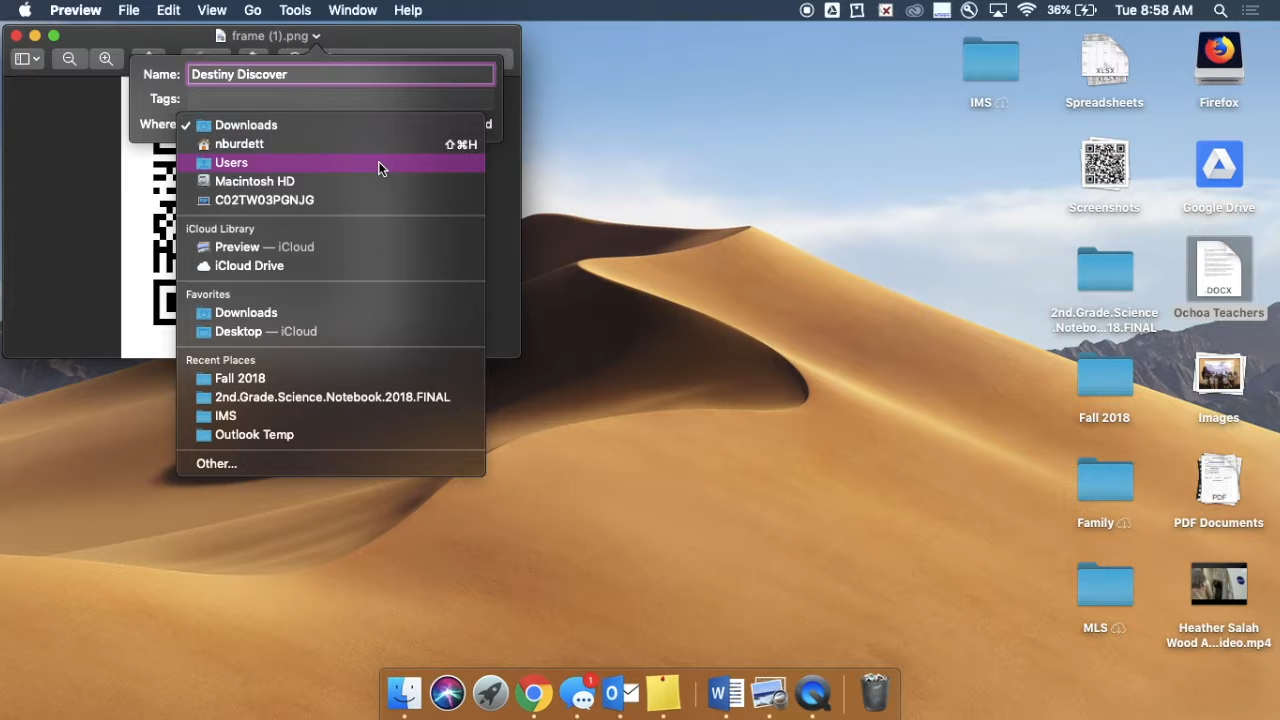 Preview File Edit View Go Tools Window Help 36% Tue 8:58 AM
frame (1).png
Name: Destiny Discover
Tags:
Where
Downloads
nburdett ⇧⌘H
Users
Macintosh HD
C02TW03PGNJG
iCloud Library
Preview — iCloud
iCloud Drive
Favorites
Downloads
Desktop — iCloud
Recent Places
Fall 2018
2nd.Grade.Science.Notebook.2018.FINAL
IMS
Outlook Temp
Other...
IMS
XLSX
Spreadsheets
Firefox
Screenshots
Google Drive
2nd.Grade.Science
.Notebo...18.FINAL
.DOCX
Ochoa Teachers
Fall 2018
Images
Family
PDF
PDF Documents
MLS
Heather Salah
Wood A...ideo.mp4
1